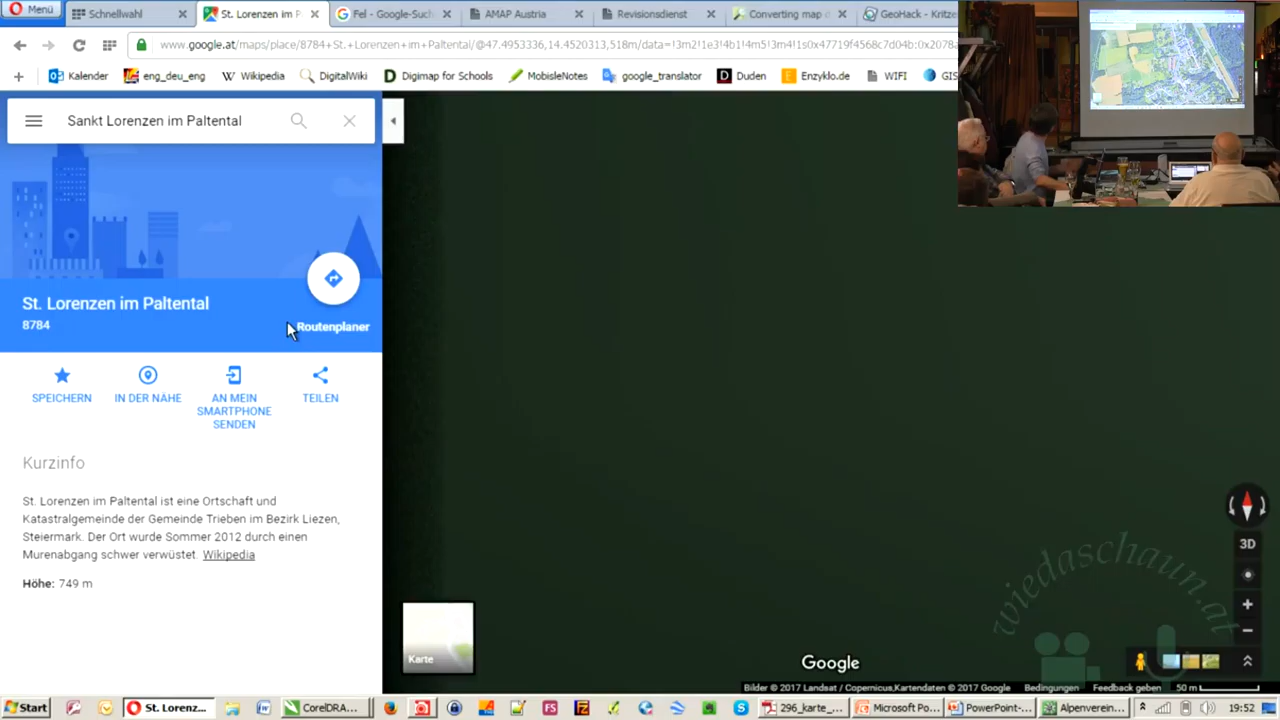 Menü
Schnellwahl
St. Lorenzen im P
Fel - Google-Such
AMAP Austria
Revisionsdienst
Converting map
GeoHack - Kritze
www.google.at/maps/place/8784+St.+Lorenzen+im+Paltental/@47.4953336,14.4520313,518m/data=!3m2!1e3!4b1!4m5!3m4!1s0x47719f4568c7d04b:0x2078a
Kalender
eng_deu_eng
Wikipedia
DigitalWiki
Digimap for Schools
MobisleNotes
google_translator
Duden
Enzyklo.de
WIFI
GIS
Sankt Lorenzen im Paltental
St. Lorenzen im Paltental
8784
Routenplaner
SPEICHERN
IN DER NÄHE
AN MEIN
SMARTPHONE
SENDEN
TEILEN
Kurzinfo
St. Lorenzen im Paltental ist eine Ortschaft und
Katastralgemeinde der Gemeinde Trieben im Bezirk Liezen,
Steiermark. Der Ort wurde Sommer 2012 durch einen
Murenabgang schwer verwüstet. Wikipedia
Höhe: 749 m
3D
wiedaschaun.at
Karte
Google
Bilder © 2017 Landsat / Copernicus,Kartendaten © 2017 Google Bedingungen Feedback geben 50 m
Start
St. Lorenz...
CorelDRA...
296_karte_...
Microsoft Po...
PowerPoint-...
Alpenverein...
19:52